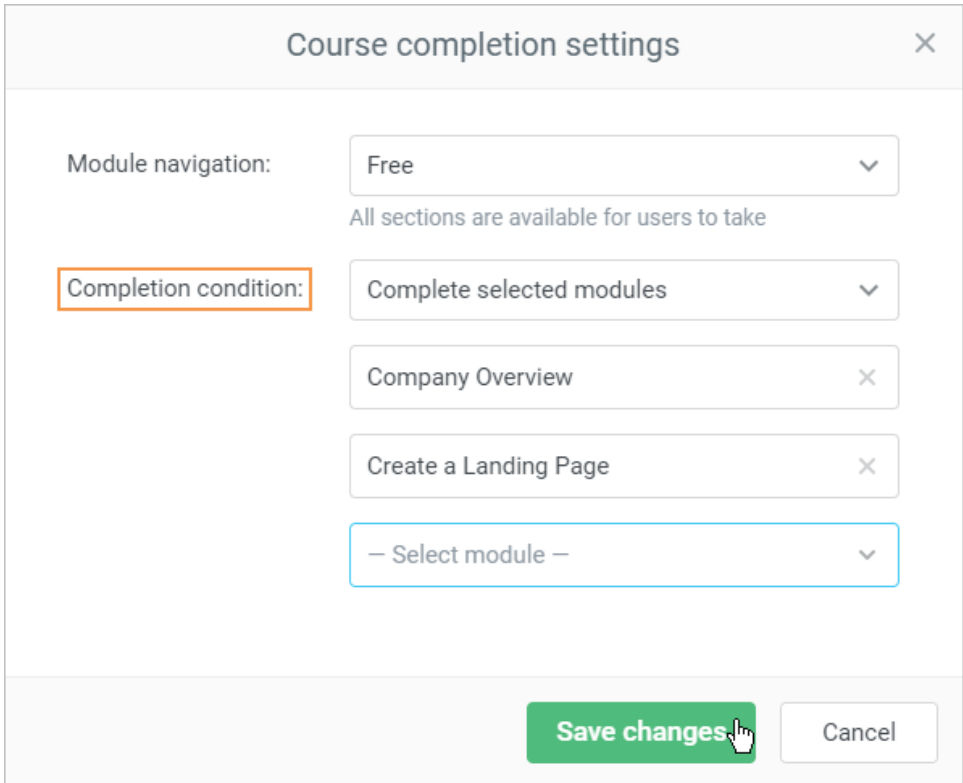 Course completion settings
Module navigation:
Free
All sections are available for users to take
Completion condition:
Complete selected modules
Company Overview
Create a Landing Page
— Select module —
Save changes
Cancel